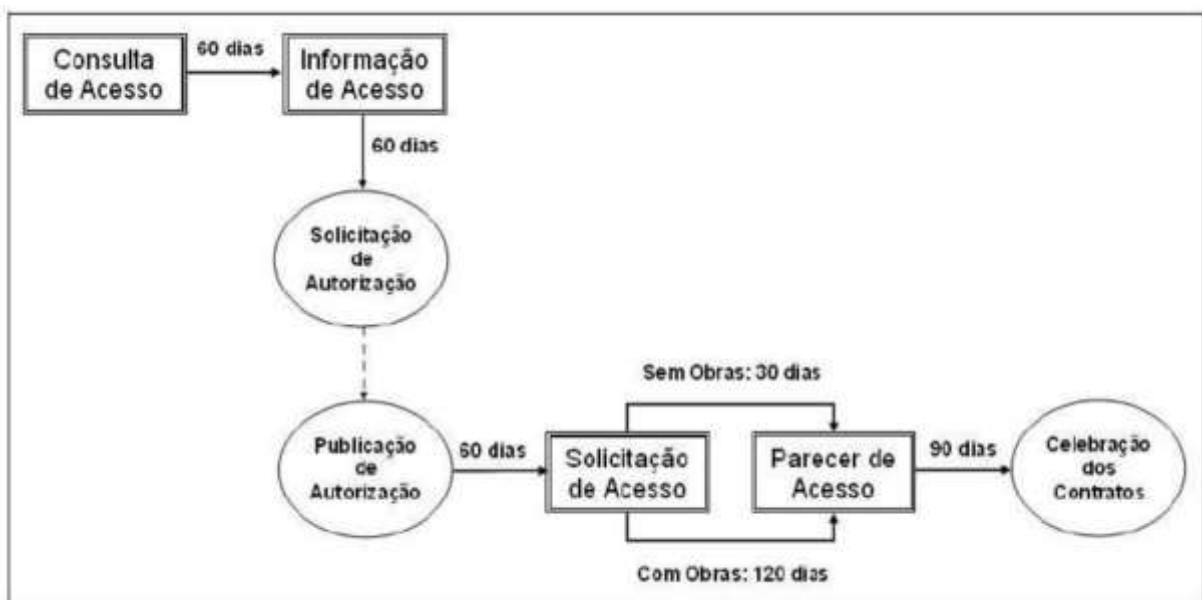 Consulta
de Acesso
60 dias
Informação
de Acesso
60 dias
Solicitação
de
Autorização
Publicação
de
Autorização
60 dias
Solicitação
de Acesso
Sem Obras: 30 dias
Com Obras: 120 dias
Parecer de
Acesso
90 dias
Celebração
dos
Contratos